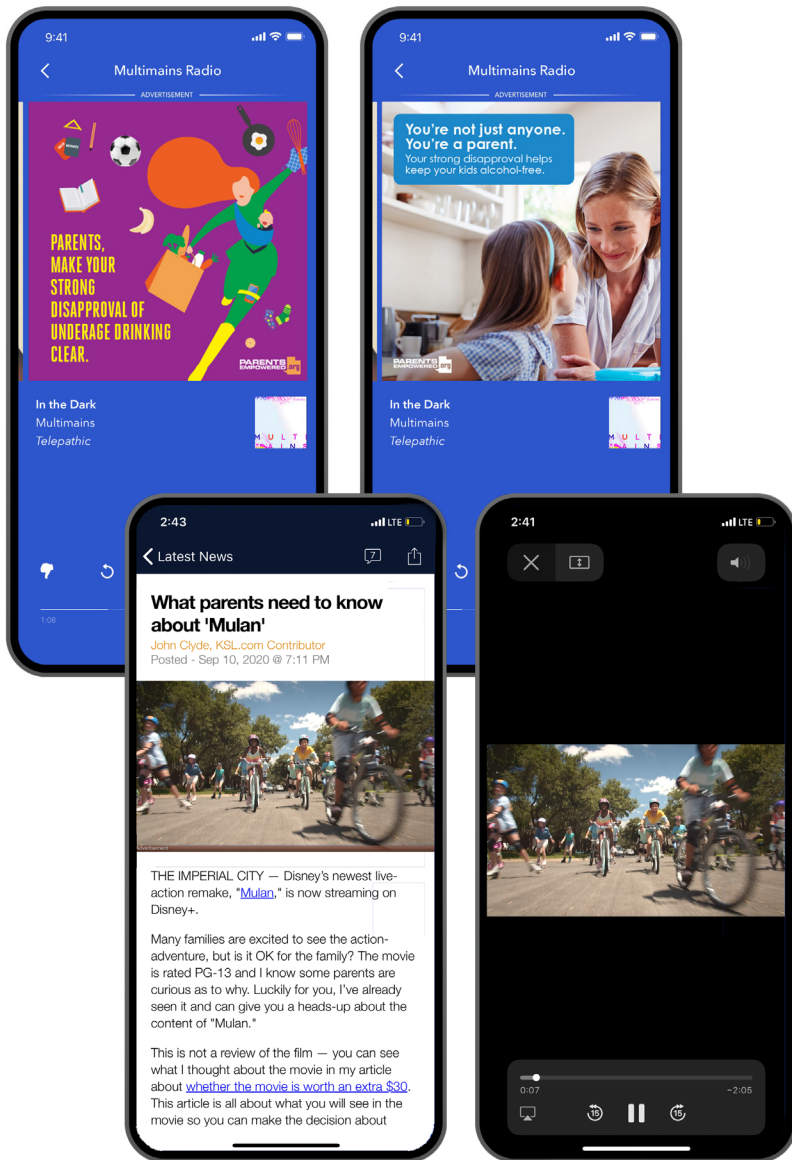 9:41
Multimains Radio
ADVERTISEMENT
PARENTS,
MAKE YOUR
STRONG
DISAPPROVAL OF
UNDERAGE DRINKING
CLEAR.
PARENTS
EMPOWERED.org
In the Dark
Multimains
Telepathic
MULTI
MAINS
1:08
9:41
Multimains Radio
ADVERTISEMENT
You're not just anyone.
You're a parent.
Your strong disapproval helps
keep your kids alcohol-free.
PARENTS
EMPOWERED.org
In the Dark
Multimains
Telepathic
MULTI
MAINS
2:43
LTE
Latest News
7
What parents need to know
about 'Mulan'
John Clyde, KSL.com Contributor
Posted - Sep 10, 2020 @ 7:11 PM
Advertisement
THE IMPERIAL CITY — Disney’s newest live-
action remake, "Mulan," is now streaming on
Disney+.
Many families are excited to see the action-
adventure, but is it OK for the family? The movie
is rated PG-13 and I know some parents are
curious as to why. Luckily for you, I’ve already
seen it and can give you a heads-up about the
content of "Mulan."
This is not a review of the film — you can see
what I thought about the movie in my article
about whether the movie is worth an extra $30.
This article is all about what you will see in the
movie so you can make the decision about
2:41
LTE
0:07
-2:05
15
15